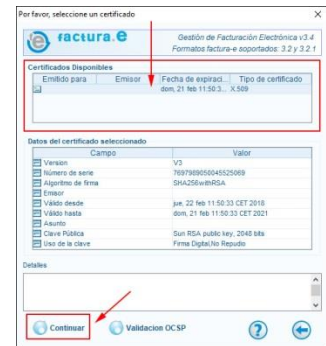 Por favor, seleccione un certificado
factura.e
Gestión de Facturación Electrónica v3.4
Formatos factura-e soportados: 3.2 y 3.2.1
Certificados Disponibles
Emitido para Emisor Fecha de expiraci... Tipo de certificado
dom, 21 feb 11:50:3... X.509
Datos del certificado seleccionado
Campo Valor
Version V3
Número de serie 7697989050045525069
Algoritmo de firma SHA256withRSA
Emisor
Válido desde jue, 22 feb 11:50:33 CET 2018
Válido hasta dom, 21 feb 11:50:33 CET 2021
Asunto
Clave Pública Sun RSA public key, 2048 bits
Uso de la clave Firma Digital,No Repudio
Detalles
Continuar Validacion OCSP